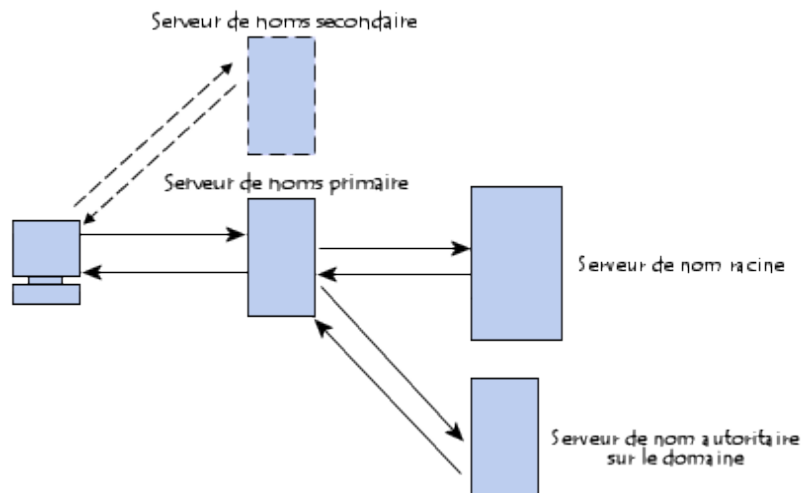 Serveur de noms secondaire
Serveur de noms primaire
Serveur de nom racine
Serveur de nom autoritaire
sur le domaine